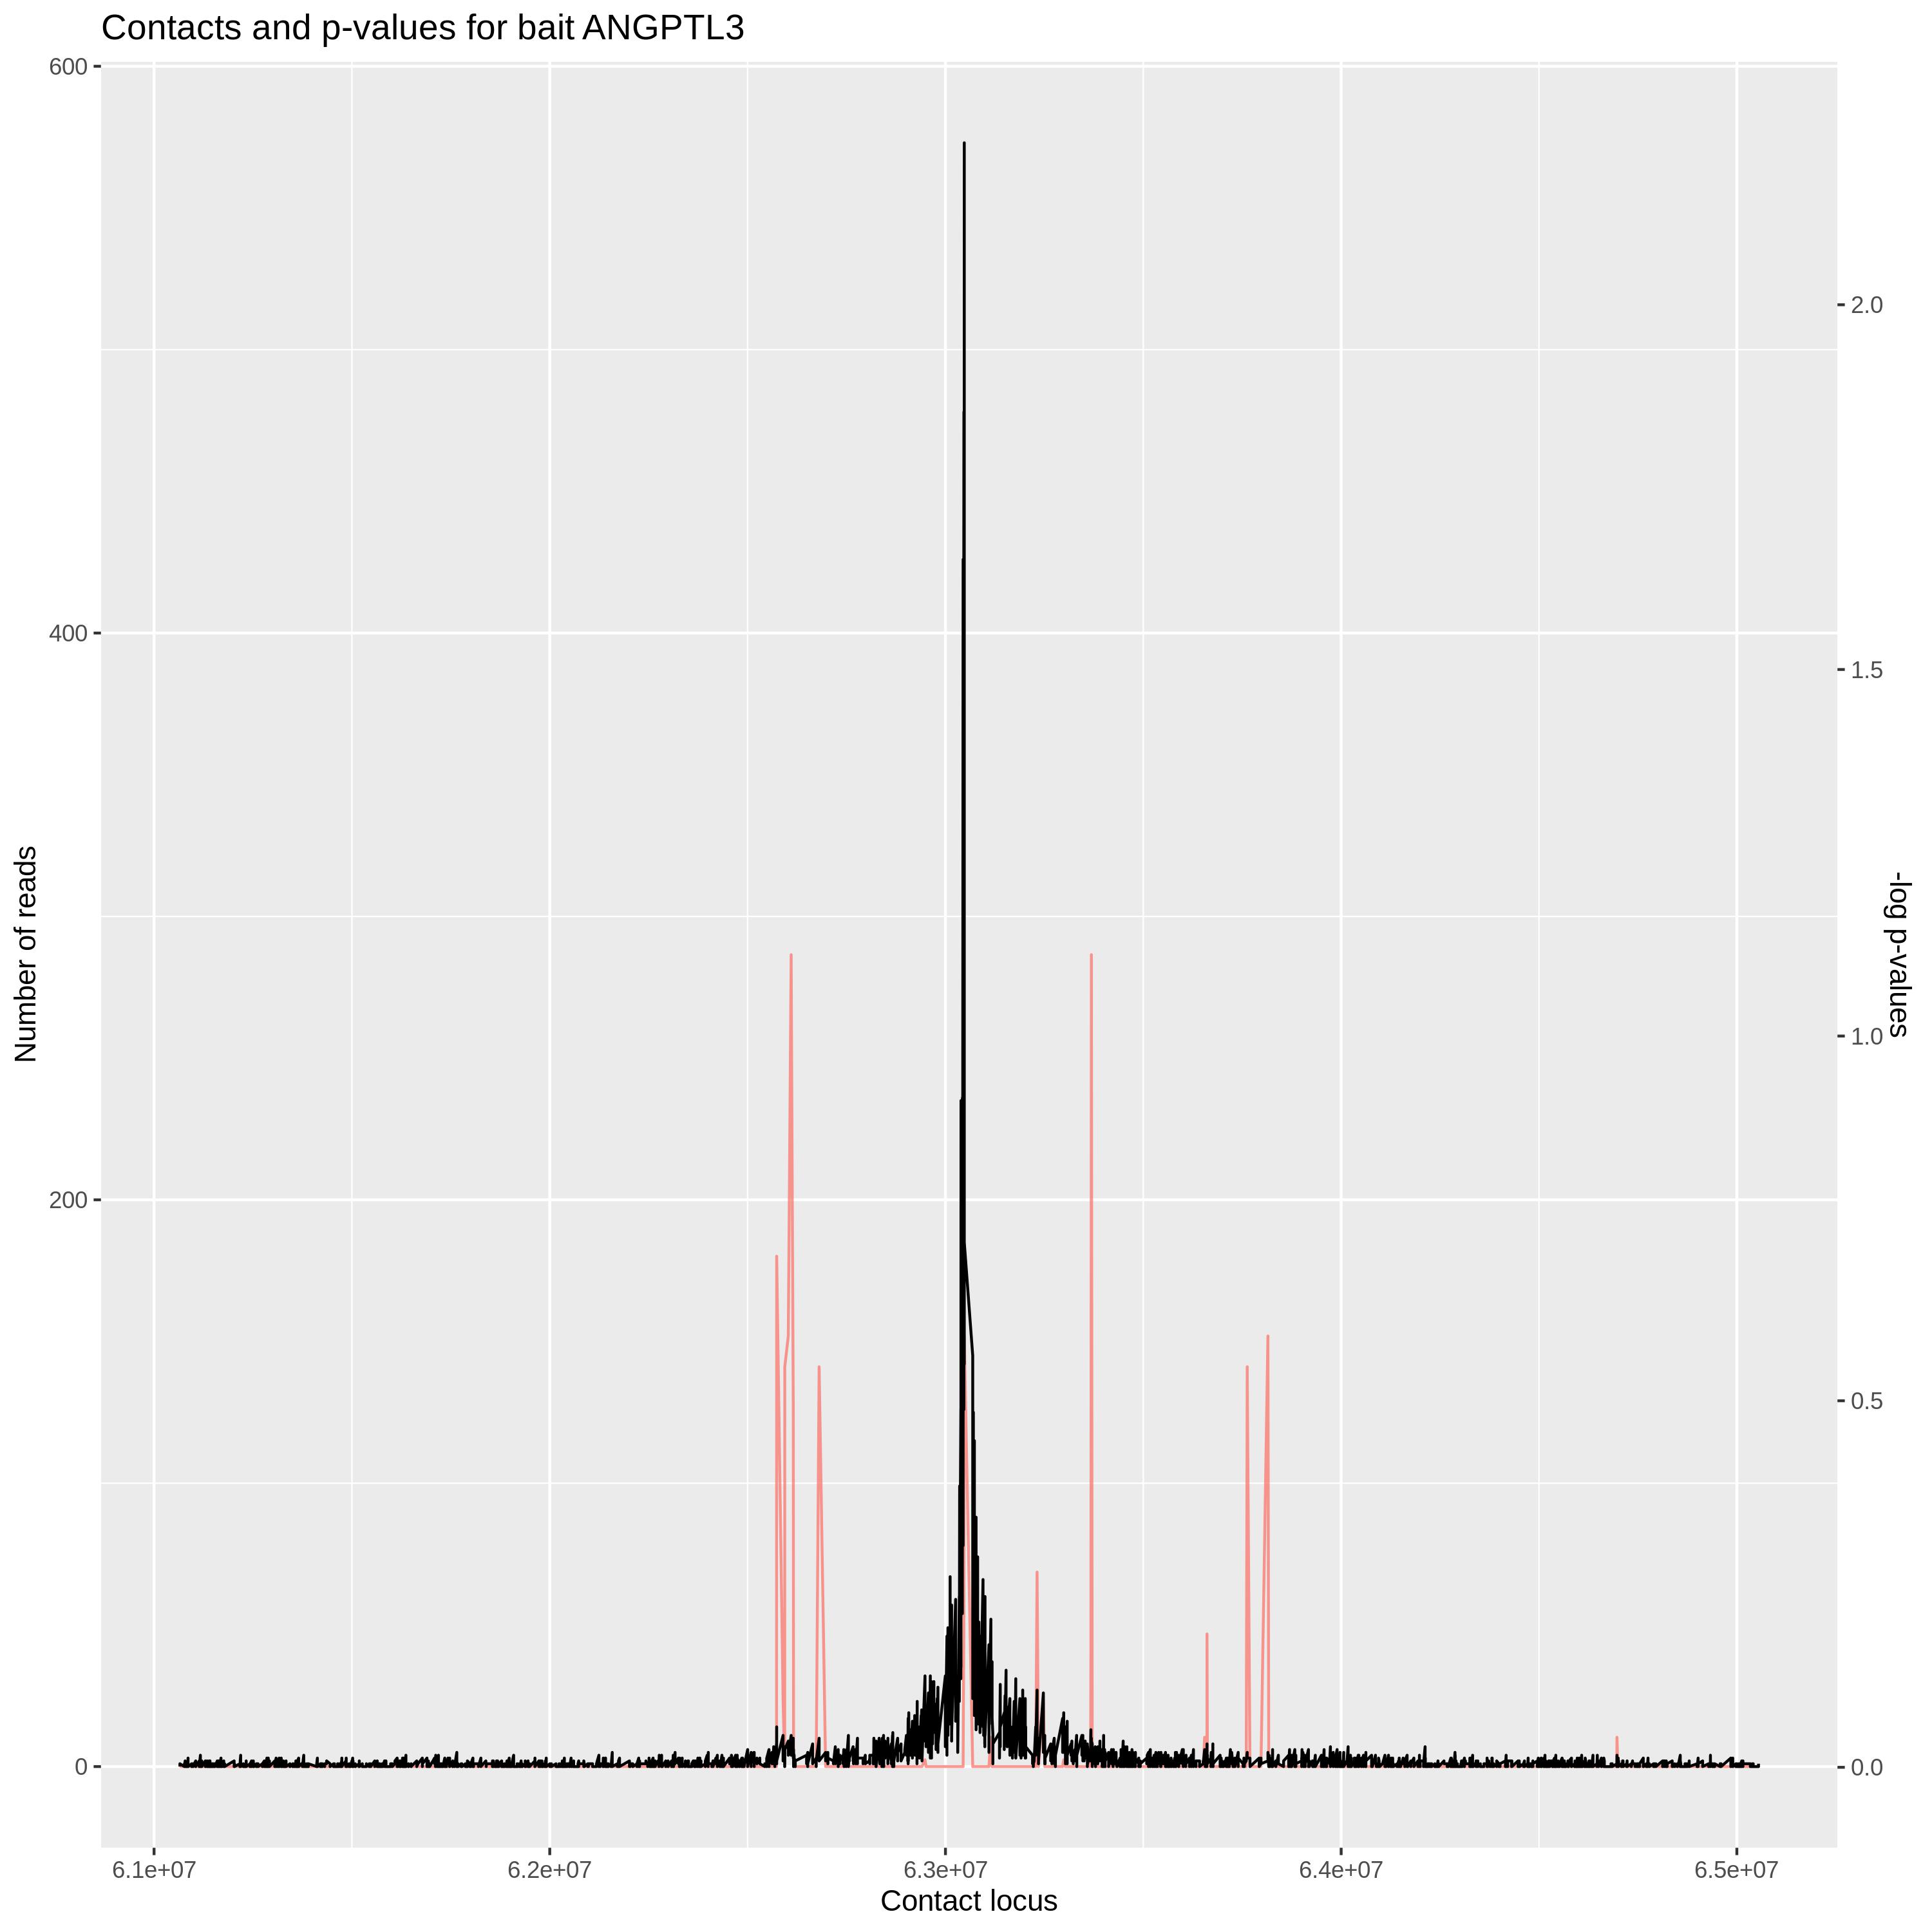 Contacts and p-values for bait ANGPTL3
600
400
200
0
Number of reads
2.0
1.5
1.0
0.5
0.0
-log p-values
6.1e+07 6.2e+07 6.3e+07 6.4e+07 6.5e+07
Contact locus